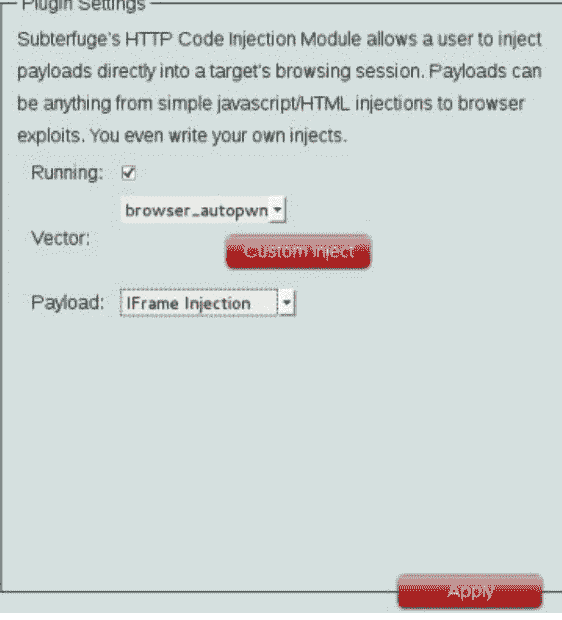 Plugin Settings
Subterfuge's HTTP Code Injection Module allows a user to inject
payloads directly into a target's browsing session. Payloads can
be anything from simple javascript/HTML injections to browser
exploits. You even write your own injects.
Running:
browser_autopwn
Vector:
Custom Inject
Payload: IFrame Injection
Apply